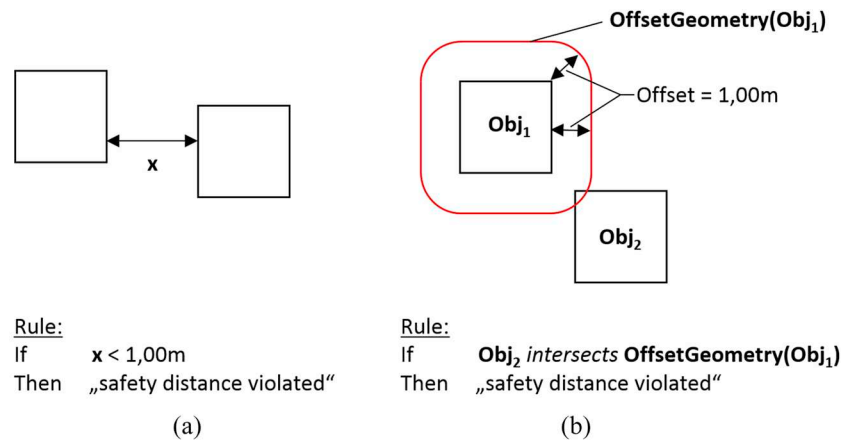 x
Rule:
If x < 1,00m
Then „safety distance violated“
(a)
OffsetGeometry(Obj₁)
Offset = 1,00m
Obj₁
Obj₂
Rule:
If Obj₂ intersects OffsetGeometry(Obj₁)
Then „safety distance violated“
(b)